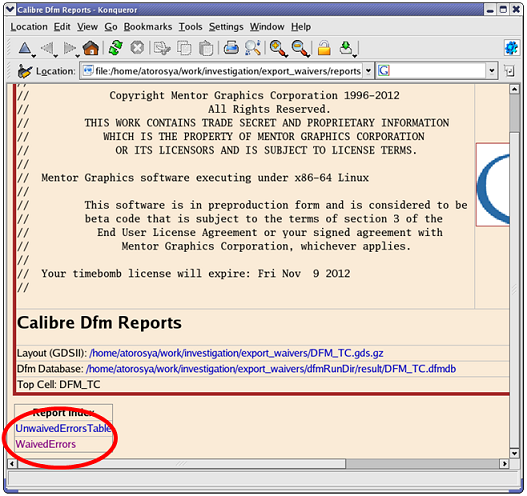 Calibre Dfm Reports - Konqueror
Location Edit View Go Bookmarks Tools Settings Window Help
Location: file:/home/atorosya/work/investigation/export_waivers/reports
//
// Copyright Mentor Graphics Corporation 1996-2012
// All Rights Reserved.
// THIS WORK CONTAINS TRADE SECRET AND PROPRIETARY INFORMATION
// WHICH IS THE PROPERTY OF MENTOR GRAPHICS CORPORATION
// OR ITS LICENSORS AND IS SUBJECT TO LICENSE TERMS.
//
// Mentor Graphics software executing under x86-64 Linux
//
// This software is in preproduction form and is considered to be
// beta code that is subject to the terms of section 3 of the
// End User License Agreement or your signed agreement with
// Mentor Graphics Corporation, whichever applies.
//
// Your timebomb license will expire: Fri Nov 9 2012
//
Calibre Dfm Reports
Layout (GDSII): /home/atorosya/work/investigation/export_waivers/DFM_TC.gds.gz
Dfm Database: /home/atorosya/work/investigation/export_waivers/dfmRunDir/result/DFM_TC.dfmdb
Top Cell: DFM_TC
Report Index
UnwaivedErrorsTable
WaivedErrors